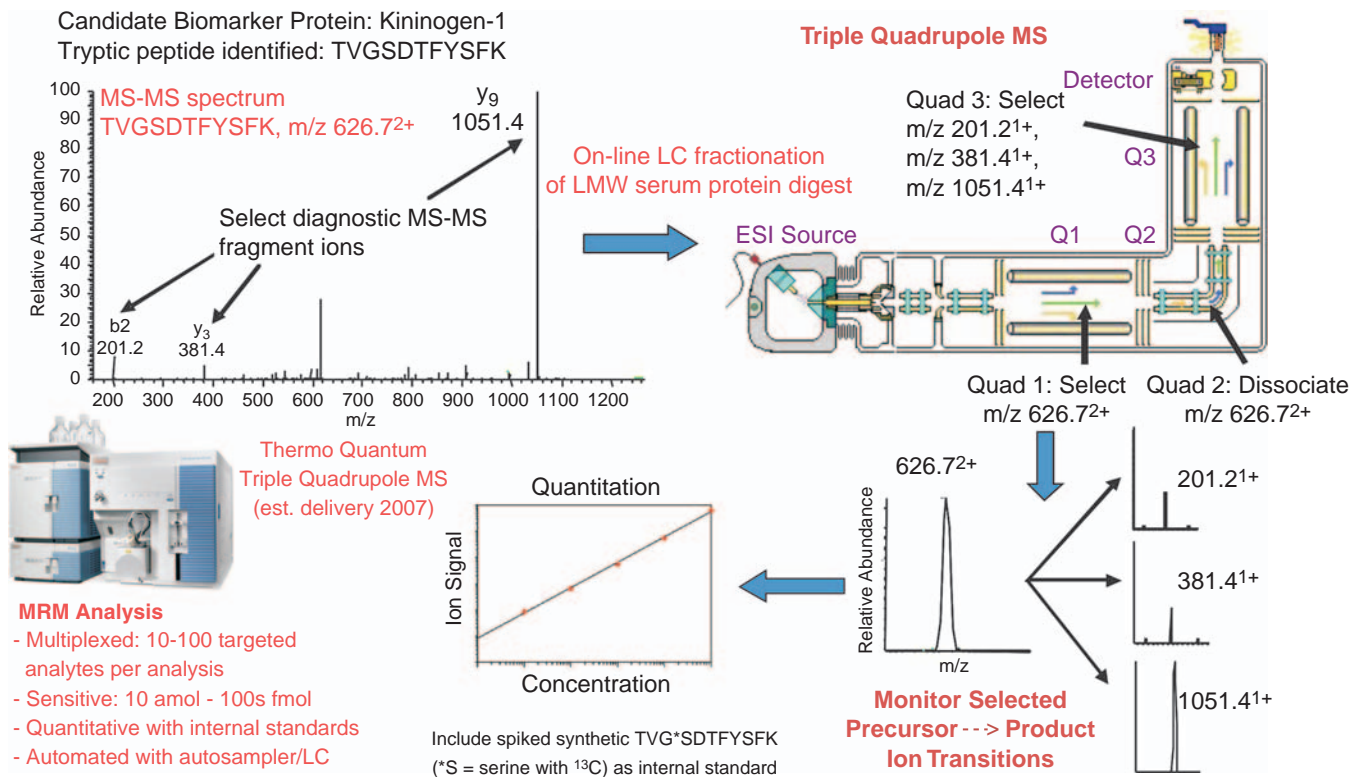 Candidate Biomarker Protein: Kininogen-1
Tryptic peptide identified: TVGSDTFYSFK
MS-MS spectrum
TVGSDTFYSFK, m/z 626.7²⁺
y₉
1051.4
Select diagnostic MS-MS
fragment ions
b2
201.2
y₃
381.4
Relative Abundance
100
90
80
70
60
50
40
30
20
10
0
200 300 400 500 600 700 800 900 1000 1100 1200
m/z
On-line LC fractionation
of LMW serum protein digest
Triple Quadrupole MS
Detector
Quad 3: Select
m/z 201.2¹⁺,
m/z 381.4¹⁺,
m/z 1051.4¹⁺
Q3
ESI Source
Q1
Q2
Quad 1: Select
m/z 626.7²⁺
Quad 2: Dissociate
m/z 626.7²⁺
Thermo Quantum
Triple Quadrupole MS
(est. delivery 2007)
MRM Analysis
- Multiplexed: 10-100 targeted
analytes per analysis
- Sensitive: 10 amol - 100s fmol
- Quantitative with internal standards
- Automated with autosampler/LC
Quantitation
Ion Signal
Concentration
Include spiked synthetic TVG*SDTFYSFK
(*S = serine with ¹³C) as internal standard
626.7²⁺
Relative Abundance
m/z
201.2¹⁺
381.4¹⁺
1051.4¹⁺
Monitor Selected
Precursor ---> Product
Ion Transitions